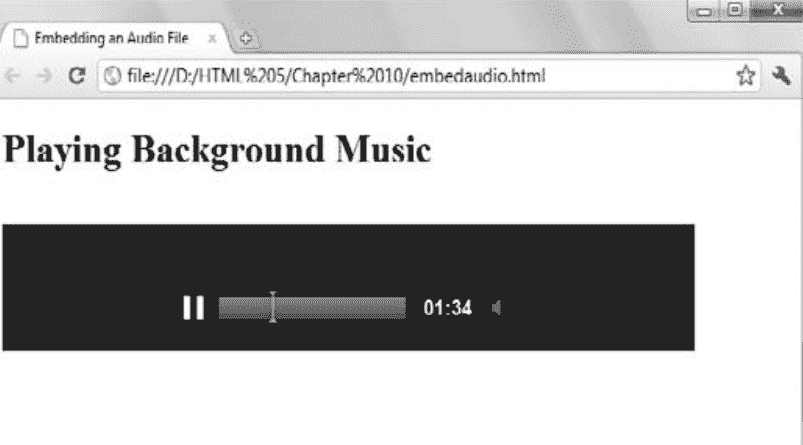 Embedding an Audio File
file:///D:/HTML%205/Chapter%2010/embedaudio.html
Playing Background Music
01:34